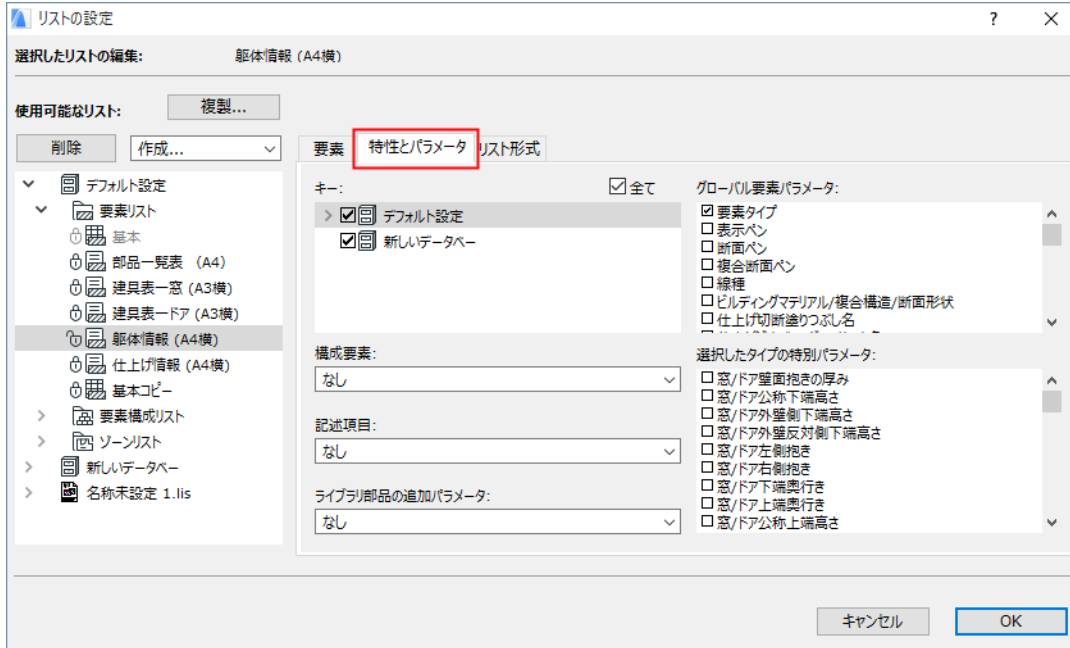 リストの設定
?
選択したリストの編集: 躯体情報 (A4横)
使用可能なリスト:
複製...
削除
作成...
デフォルト設定
要素リスト
基本
部品一覧表 (A4)
建具表ー窓 (A3横)
建具表ードア (A3横)
躯体情報 (A4横)
仕上げ情報 (A4横)
基本コピー
要素構成リスト
ゾーンリスト
新しいデータベー
名称未設定 1.lis
要素
特性とパラメータ
リスト形式
キー:
全て
デフォルト設定
新しいデータベー
構成要素:
なし
記述項目:
なし
ライブラリ部品の追加パラメータ:
なし
グローバル要素パラメータ:
要素タイプ
表示ペン
断面ペン
複合断面ペン
線種
ビルディングマテリアル/複合構造/断面形状
仕上げ切断塗りつぶし名
選択したタイプの特別パラメータ:
窓/ドア壁面抱きの厚み
窓/ドア公称下端高さ
窓/ドア外壁側下端高さ
窓/ドア外壁反対側下端高さ
窓/ドア左側抱き
窓/ドア右側抱き
窓/ドア下端奥行き
窓/ドア上端奥行き
窓/ドア公称上端高さ
キャンセル
OK